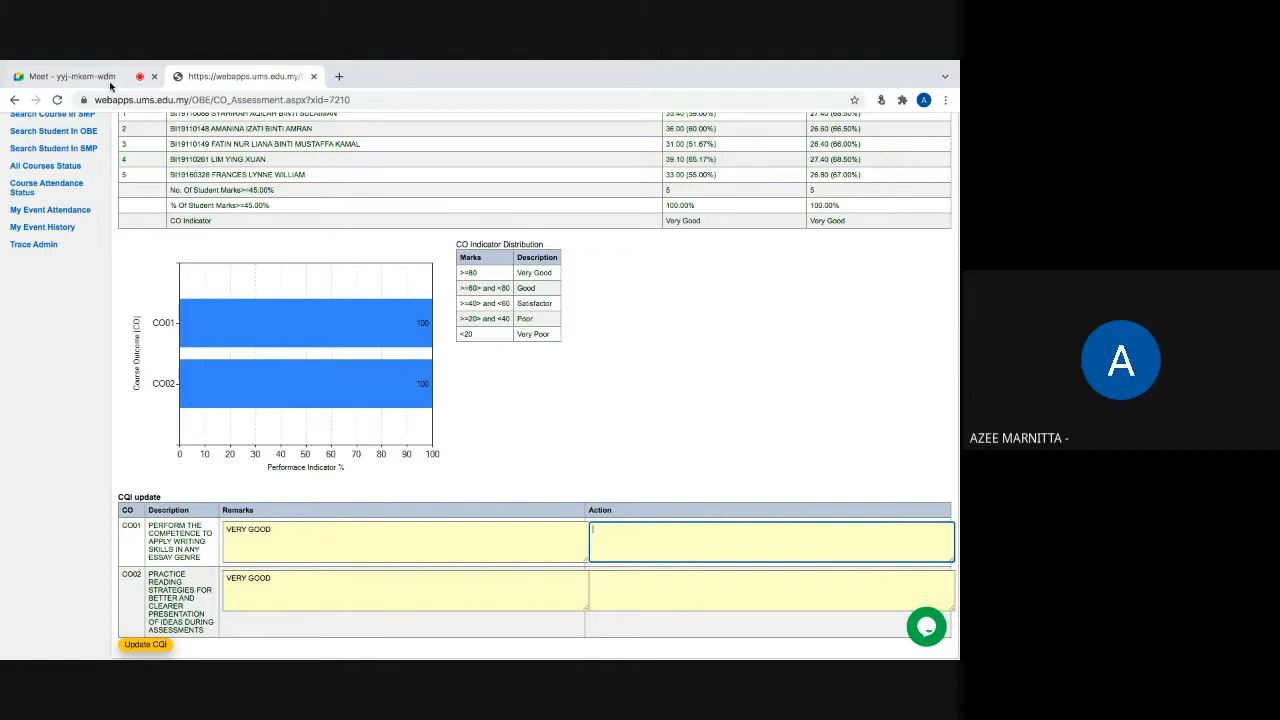 Meet - yyj-mkem-wdm
https://webapps.ums.edu.my/
webapps.ums.edu.my/OBE/CO_Assessment.aspx?xid=7210
A
Search Course In SMP
Search Student In OBE
Search Student In SMP
All Courses Status
Course Attendance
Status
My Event Attendance
My Event History
Trace Admin
2 BI19110148 AMANINA IZATI BINTI AMRAN 36.00 (60.00%) 26.60 (66.50%)
3 BI19110149 FATIN NUR LIANA BINTI MUSTAFFA KAMAL 31.00 (51.67%) 26.40 (66.00%)
4 BI19110261 LIM YING XUAN 39.10 (65.17%) 27.40 (68.50%)
5 BI19160328 FRANCES LYNNE WILLIAM 33.00 (55.00%) 26.80 (67.00%)
No. Of Student Marks>=45.00% 5 5
% Of Student Marks>=45.00% 100.00% 100.00%
CO Indicator Very Good Very Good
Course Outcome (CO)
CO01 100
CO02 100
0 10 20 30 40 50 60 70 80 90 100
Performace Indicator %
CO Indicator Distribution
Marks Description
>=80 Very Good
>=60> and <80 Good
>=40> and <60 Satisfactor
>=20> and <40 Poor
<20 Very Poor
CQI update
CO Description Remarks Action
CO01 PERFORM THE VERY GOOD
COMPETENCE TO
APPLY WRITING
SKILLS IN ANY
ESSAY GENRE
CO02 PRACTICE VERY GOOD
READING
STRATEGIES FOR
BETTER AND
CLEARER
PRESENTATION
OF IDEAS DURING
ASSESSMENTS
Update CQI
A
AZEE MARNITTA -